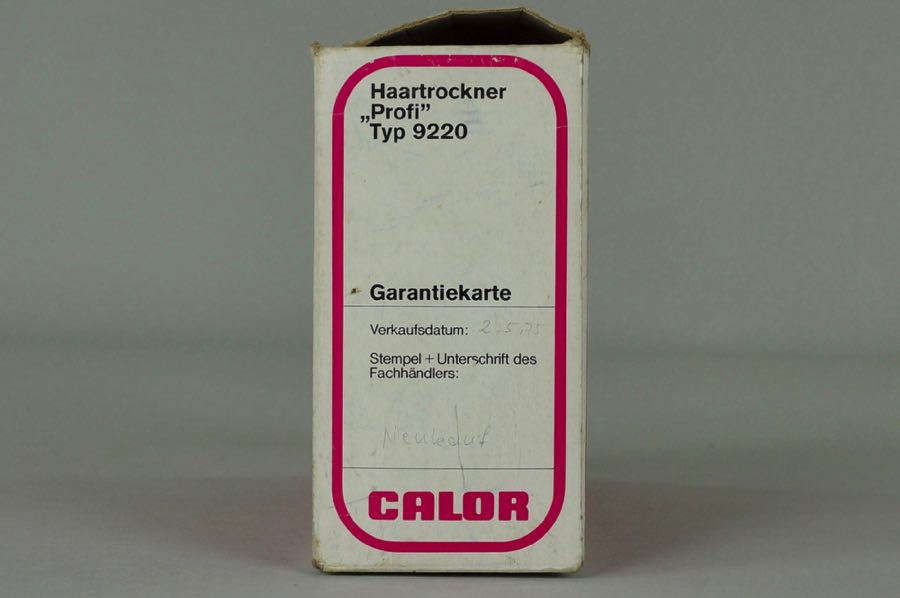 Haartrockner
„Profi”
Typ 9220
Garantiekarte
Verkaufsdatum: 2.5.75
Stempel + Unterschrift des
Fachhändlers:
Neukauf
CALOR